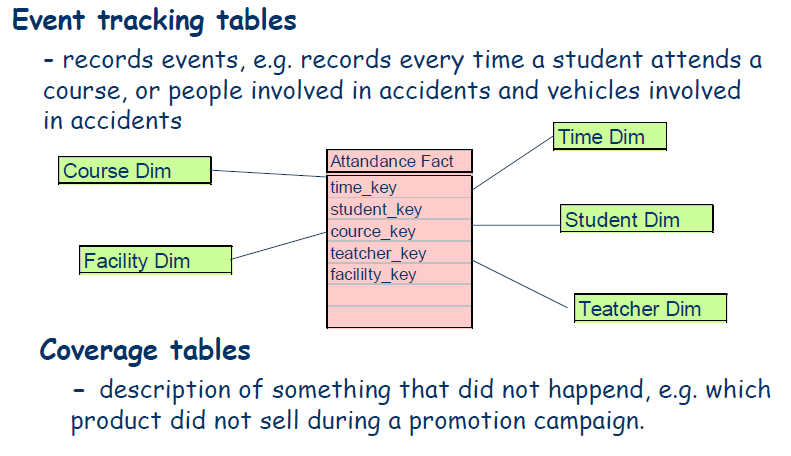 Event tracking tables
- records events, e.g. records every time a student attends a
course, or people involved in accidents and vehicles involved
in accidents
Time Dim
Attandance Fact
Course Dim
time_key
student_key
Student Dim
cource_key
teatcher_key
Facility Dim
facililty_key
Teatcher Dim
Coverage tables
- description of something that did not happend, e.g. which
product did not sell during a promotion campaign.